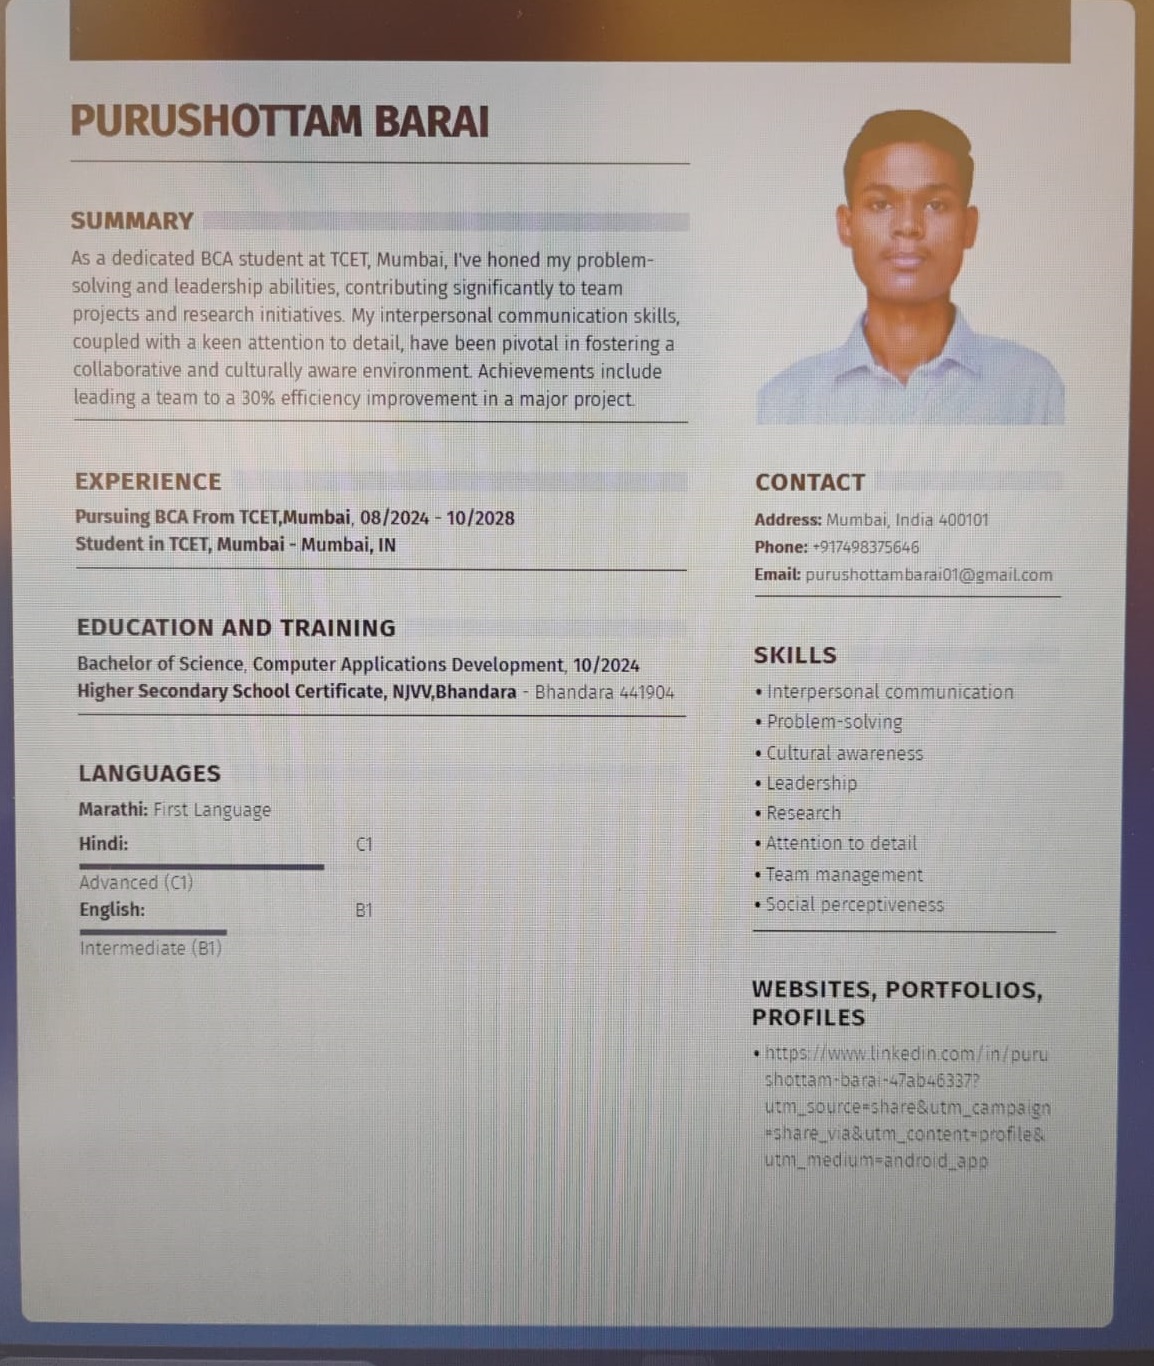 PURUSHOTTAM BARAI
SUMMARY
As a dedicated BCA student at TCET, Mumbai, I've honed my problem-
solving and leadership abilities, contributing significantly to team
projects and research initiatives. My interpersonal communication skills,
coupled with a keen attention to detail, have been pivotal in fostering a
collaborative and culturally aware environment. Achievements include
leading a team to a 30% efficiency improvement in a major project.
EXPERIENCE
Pursuing BCA From TCET,Mumbai, 08/2024 - 10/2028
Student in TCET, Mumbai - Mumbai, IN
EDUCATION AND TRAINING
Bachelor of Science, Computer Applications Development, 10/2024
Higher Secondary School Certificate, NJVV,Bhandara - Bhandara 441904
LANGUAGES
Marathi: First Language
Hindi: C1
Advanced (C1)
English: B1
Intermediate (B1)
CONTACT
Address: Mumbai, India 400101
Phone: +917498375646
Email: purushottambarai01@gmail.com
SKILLS
• Interpersonal communication
• Problem-solving
• Cultural awareness
• Leadership
• Research
• Attention to detail
• Team management
• Social perceptiveness
WEBSITES, PORTFOLIOS,
PROFILES
• https://www.linkedin.com/in/puru
shottam-barai-47ab46337?
utm_source=share&utm_campaign
=share_via&utm_content=profile&
utm_medium=android_app